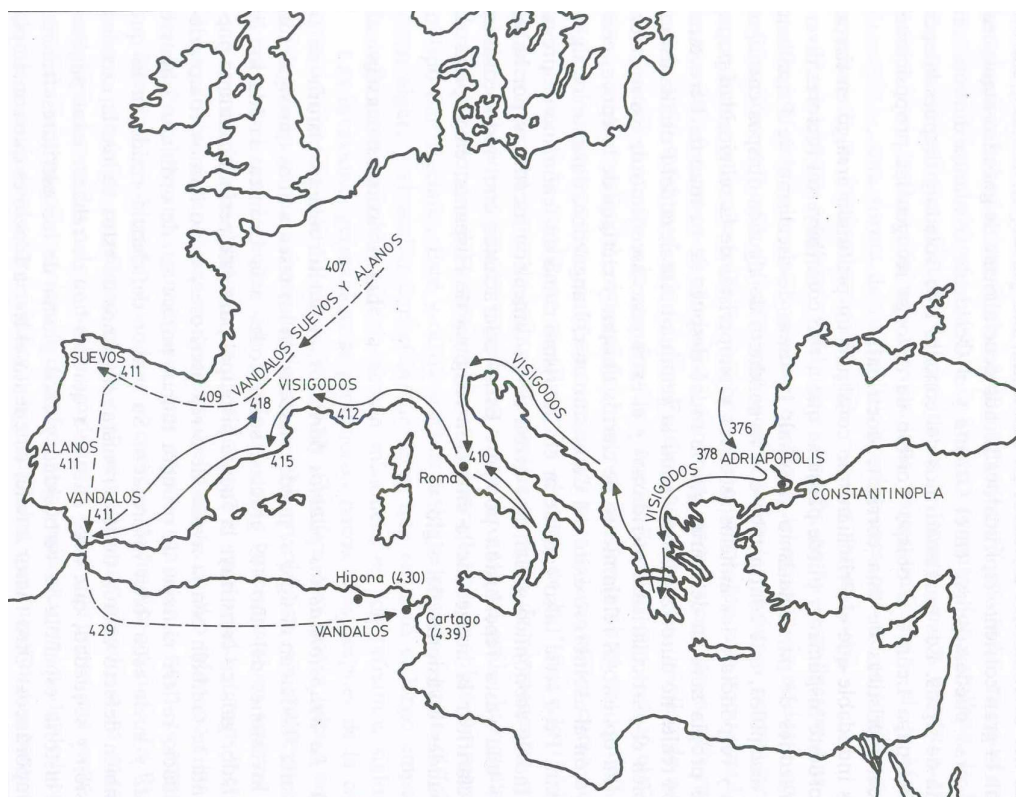 407
VANDALOS SUEVOS Y ALANOS
SUEVOS
411
409
418
VISIGODOS
412
VISIGODOS
376
378
ADRIAPOPOLIS
ALANOS
411
415
410
Roma
VISIGODOS
CONSTANTINOPLA
VANDALOS
411
Hipona (430)
429
VANDALOS
Cartago
(439)